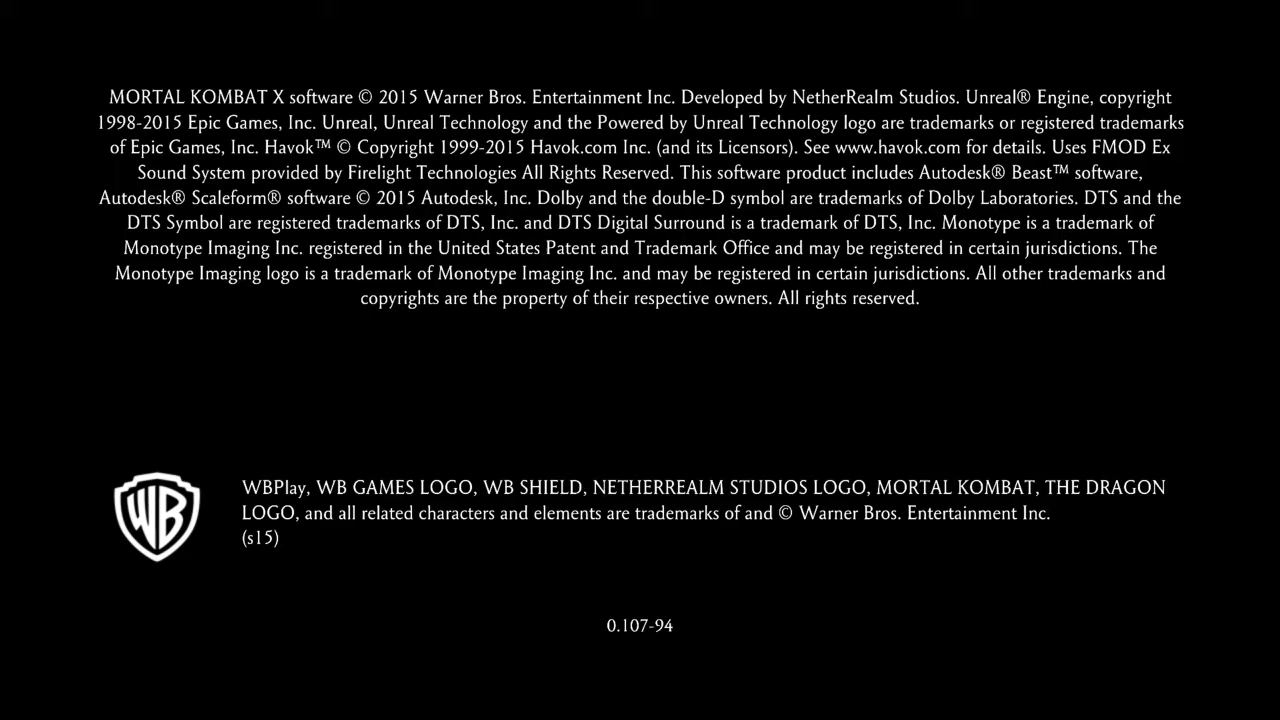 MORTAL KOMBAT X software © 2015 Warner Bros. Entertainment Inc. Developed by NetherRealm Studios. Unreal® Engine, copyright
1998-2015 Epic Games, Inc. Unreal, Unreal Technology and the Powered by Unreal Technology logo are trademarks or registered trademarks
of Epic Games, Inc. Havok™ © Copyright 1999-2015 Havok.com Inc. (and its Licensors). See www.havok.com for details. Uses FMOD Ex
Sound System provided by Firelight Technologies All Rights Reserved. This software product includes Autodesk® Beast™ software,
Autodesk® Scaleform® software © 2015 Autodesk, Inc. Dolby and the double-D symbol are trademarks of Dolby Laboratories. DTS and the
DTS Symbol are registered trademarks of DTS, Inc. and DTS Digital Surround is a trademark of DTS, Inc. Monotype is a trademark of
Monotype Imaging Inc. registered in the United States Patent and Trademark Office and may be registered in certain jurisdictions. The
Monotype Imaging logo is a trademark of Monotype Imaging Inc. and may be registered in certain jurisdictions. All other trademarks and
copyrights are the property of their respective owners. All rights reserved.
WB
WBPlay, WB GAMES LOGO, WB SHIELD, NETHERREALM STUDIOS LOGO, MORTAL KOMBAT, THE DRAGON
LOGO, and all related characters and elements are trademarks of and © Warner Bros. Entertainment Inc.
(s15)
0.107-94